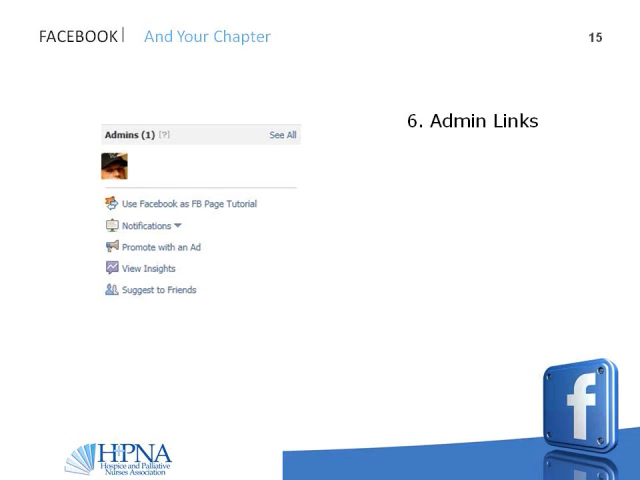 FACEBOOK| And Your Chapter 15
6. Admin Links
Admins (1) [?] See All
Use Facebook as FB Page Tutorial
Notifications
Promote with an Ad
View Insights
Suggest to Friends
f
HPNA
Hospice and Palliative
Nurses Association